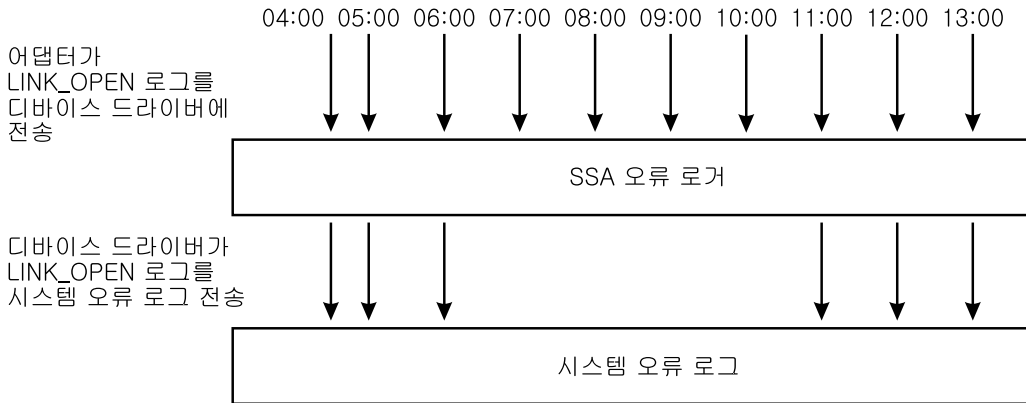 04:00 05:00 06:00 07:00 08:00 09:00 10:00 11:00 12:00 13:00
어댑터가
LINK_OPEN 로그를
디바이스 드라이버에
전송
SSA 오류 로거
디바이스 드라이버가
LINK_OPEN 로그를
시스템 오류 로그 전송
시스템 오류 로그